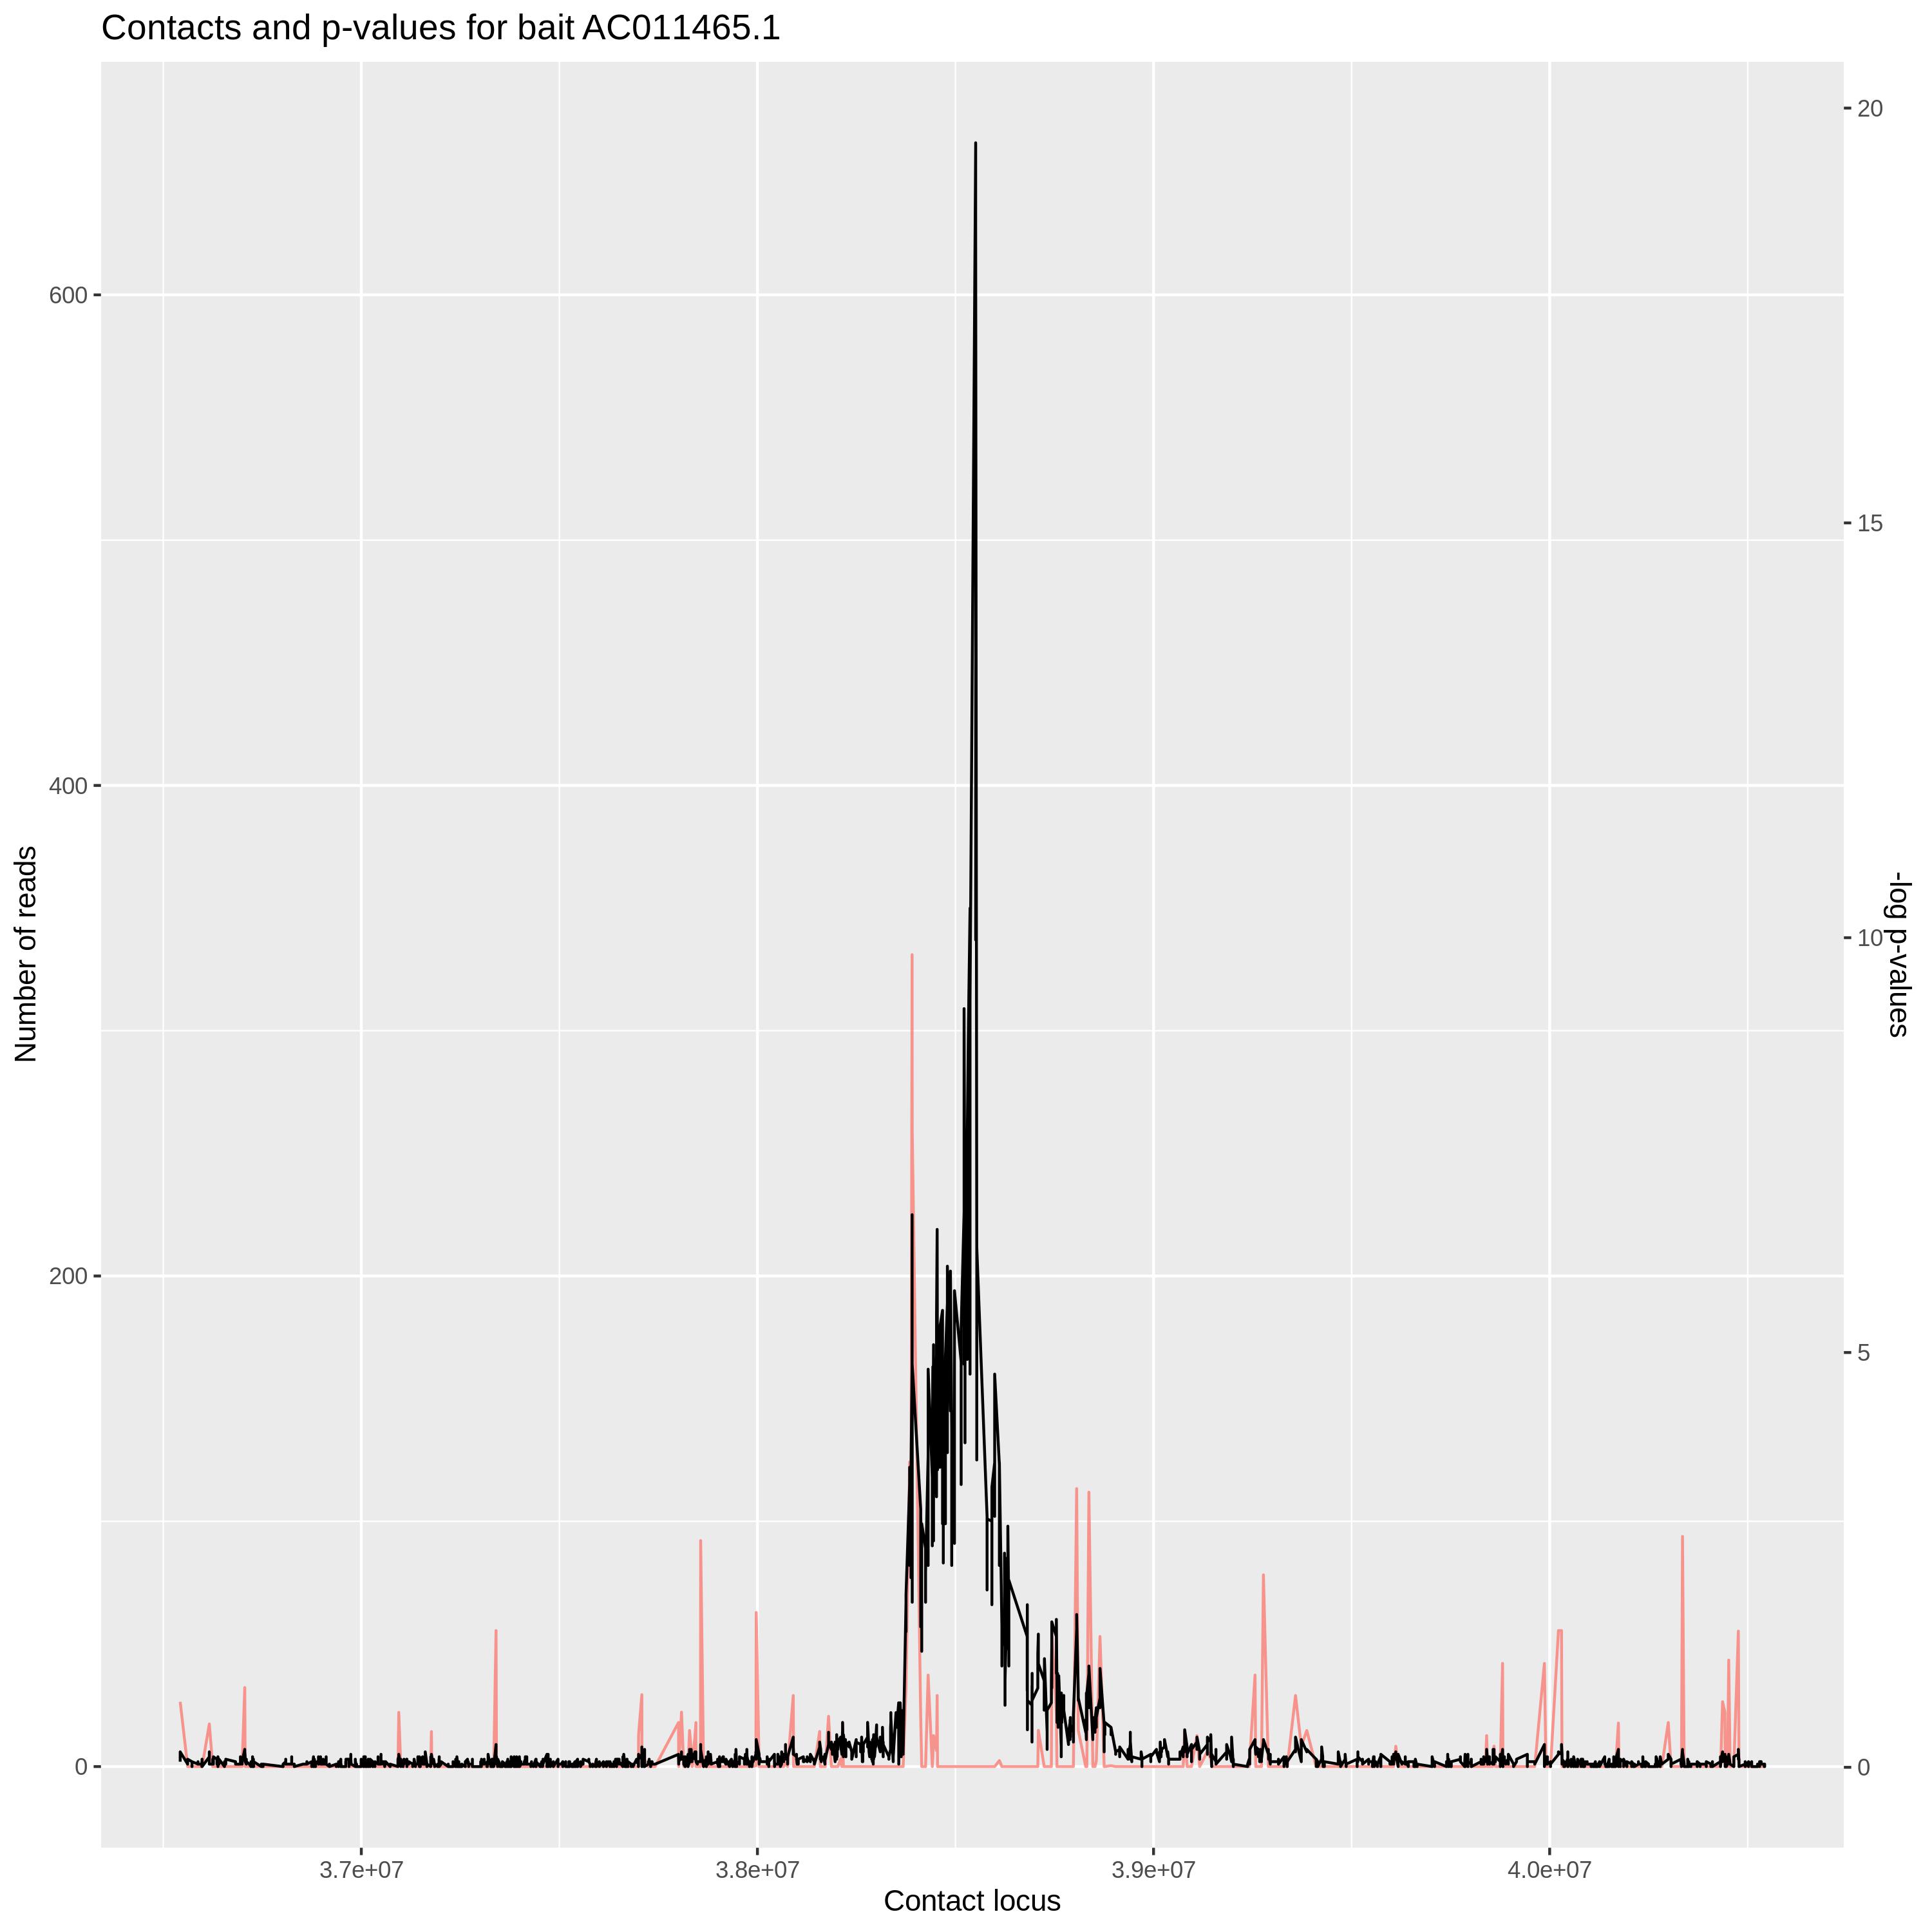 Contacts and p-values for bait AC011465.1
20
600
15
400
Number of reads
10
-log p-values
200
5
0
0
3.7e+07
3.8e+07
3.9e+07
4.0e+07
Contact locus